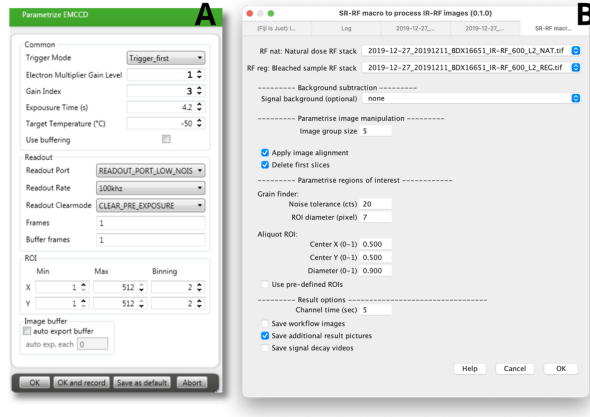 Parametrize EMCCD
A
Common
Trigger Mode Trigger_first
Electron Multiplier Gain Level 1
Gain Index 3
Expousure Time (s) 4.2
Target Temperature (°C) -50
Use buffering
Readout
Readout Port READOUT_PORT_LOW_NOIS
Readout Rate 100khz
Readout Clearmode CLEAR_PRE_EXPOSURE
Frames 1
Buffer frames 1
ROI
Min Max Binning
X 1 512 2
Y 1 512 2
Image buffer
auto export buffer
auto exp. each 0
OK OK and record Save as default Abort
B
SR-RF macro to process IR-RF images (0.1.0)
(Fiji Is Just) I... Log 2019-12-27_... 2019-12-27_... SR-RF macr...
RF nat: Natural dose RF stack 2019-12-27_20191211_BDX16651_IR-RF_600_L2_NAT.tif
RF reg: Bleached sample RF stack 2019-12-27_20191211_BDX16651_IR-RF_600_L2_REG.tif
--------- Background subtraction ---------
Signal background (optional) none
--------- Parametrise image manipulation ---------
Image group size 5
Apply image alignment
Delete first slices
--------- Parametrise regions of interest ------------
Grain finder:
Noise tolerance (cts) 20
ROI diameter (pixel) 7
Aliquot ROI:
Center X (0-1) 0.500
Center Y (0-1) 0.500
Diameter (0-1) 0.900
Use pre-defined ROIs
--------- Result options --------------------------------
Channel time (s) 5
Save workflow images
Save additional result pictures
Save signal decay videos
Help Cancel OK